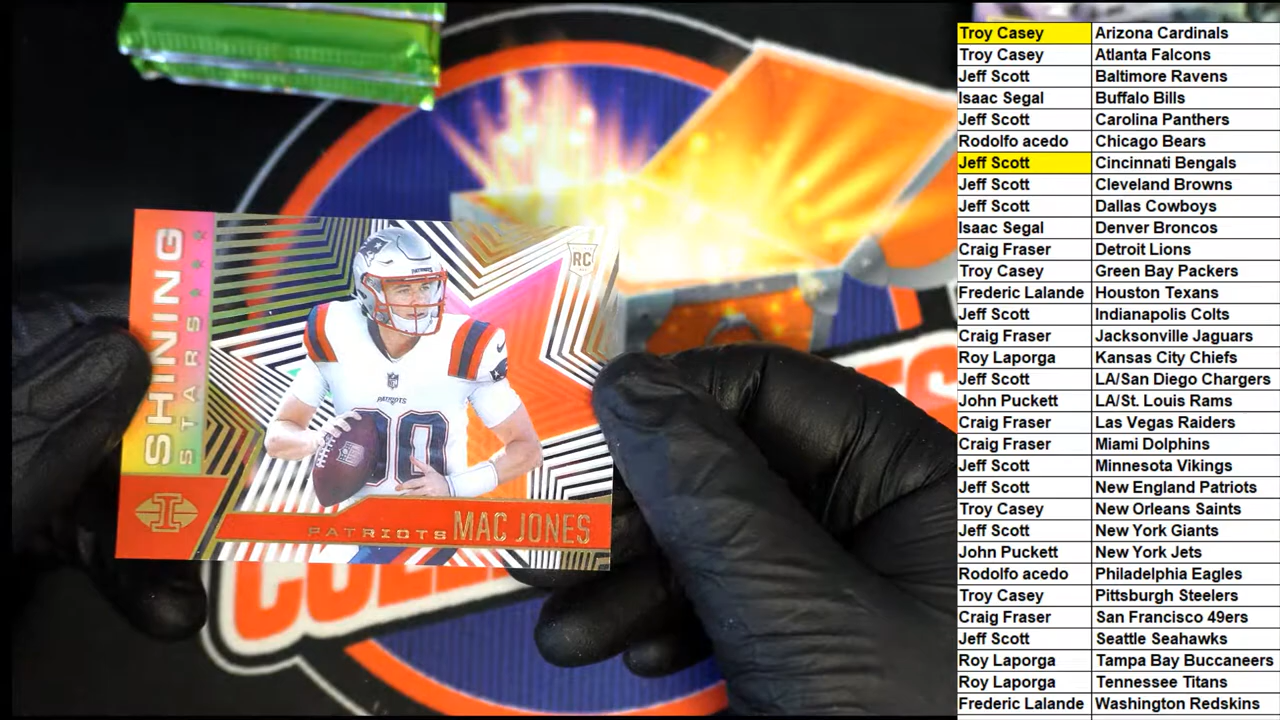 SHINING
STARS
RC
PATRIOTS
10
PATRIOTS MAC JONES
Troy Casey Arizona Cardinals
Troy Casey Atlanta Falcons
Jeff Scott Baltimore Ravens
Isaac Segal Buffalo Bills
Jeff Scott Carolina Panthers
Rodolfo acedo Chicago Bears
Jeff Scott Cincinnati Bengals
Jeff Scott Cleveland Browns
Jeff Scott Dallas Cowboys
Isaac Segal Denver Broncos
Craig Fraser Detroit Lions
Troy Casey Green Bay Packers
Frederic Lalande Houston Texans
Jeff Scott Indianapolis Colts
Craig Fraser Jacksonville Jaguars
Roy Laporga Kansas City Chiefs
Jeff Scott LA/San Diego Chargers
John Puckett LA/St. Louis Rams
Craig Fraser Las Vegas Raiders
Craig Fraser Miami Dolphins
Jeff Scott Minnesota Vikings
Jeff Scott New England Patriots
Troy Casey New Orleans Saints
Jeff Scott New York Giants
John Puckett New York Jets
Rodolfo acedo Philadelphia Eagles
Troy Casey Pittsburgh Steelers
Craig Fraser San Francisco 49ers
Jeff Scott Seattle Seahawks
Roy Laporga Tampa Bay Buccaneers
Roy Laporga Tennessee Titans
Frederic Lalande Washington Redskins